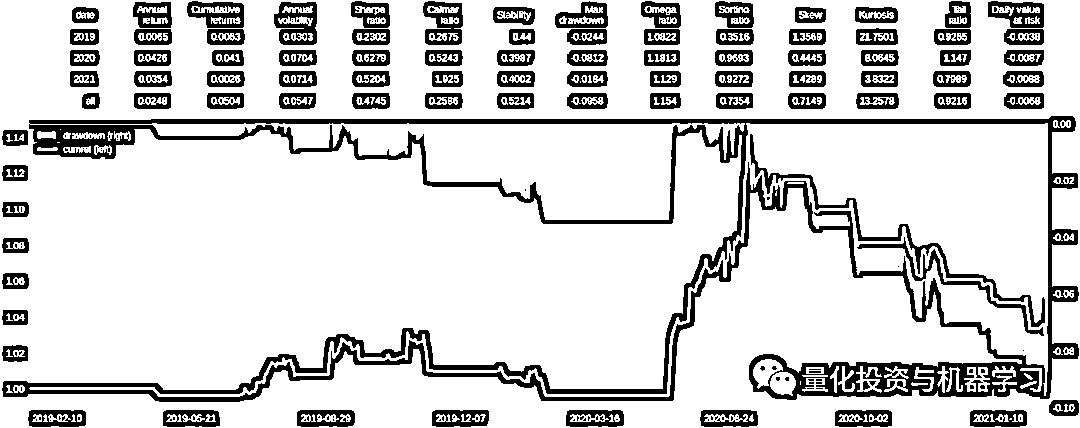 date Annual return Cumulative returns Annual volatility Sharpe ratio Calmar ratio Stability Max drawdown Omega ratio Sortino ratio Skew Kurtosis Tail ratio Daily value at risk
2019 0.0065 0.0063 0.0303 0.2302 0.2675 0.44 -0.0244 1.0822 0.3516 1.3569 21.7501 0.9265 -0.0038
2020 0.0426 0.041 0.0704 0.6279 0.5243 0.3987 -0.0812 1.1813 0.9693 0.4445 8.0645 1.147 -0.0087
2021 0.0354 0.0026 0.0714 0.5204 1.925 0.4002 -0.0184 1.129 0.9272 1.4289 3.8322 0.7989 -0.0088
all 0.0248 0.0504 0.0547 0.4745 0.2586 0.5214 -0.0958 1.154 0.7354 0.7149 13.2578 0.9216 -0.0068
0.00
1.14
drawdown (right)
cumret (left)
1.12
-0.02
1.10
-0.04
1.08
1.06
-0.06
1.04
1.02
-0.08
1.00
量化投资与机器学习
-0.10
2019-02-10 2019-05-21 2019-08-29 2019-12-07 2020-03-16 2020-06-24 2020-10-02 2021-01-10